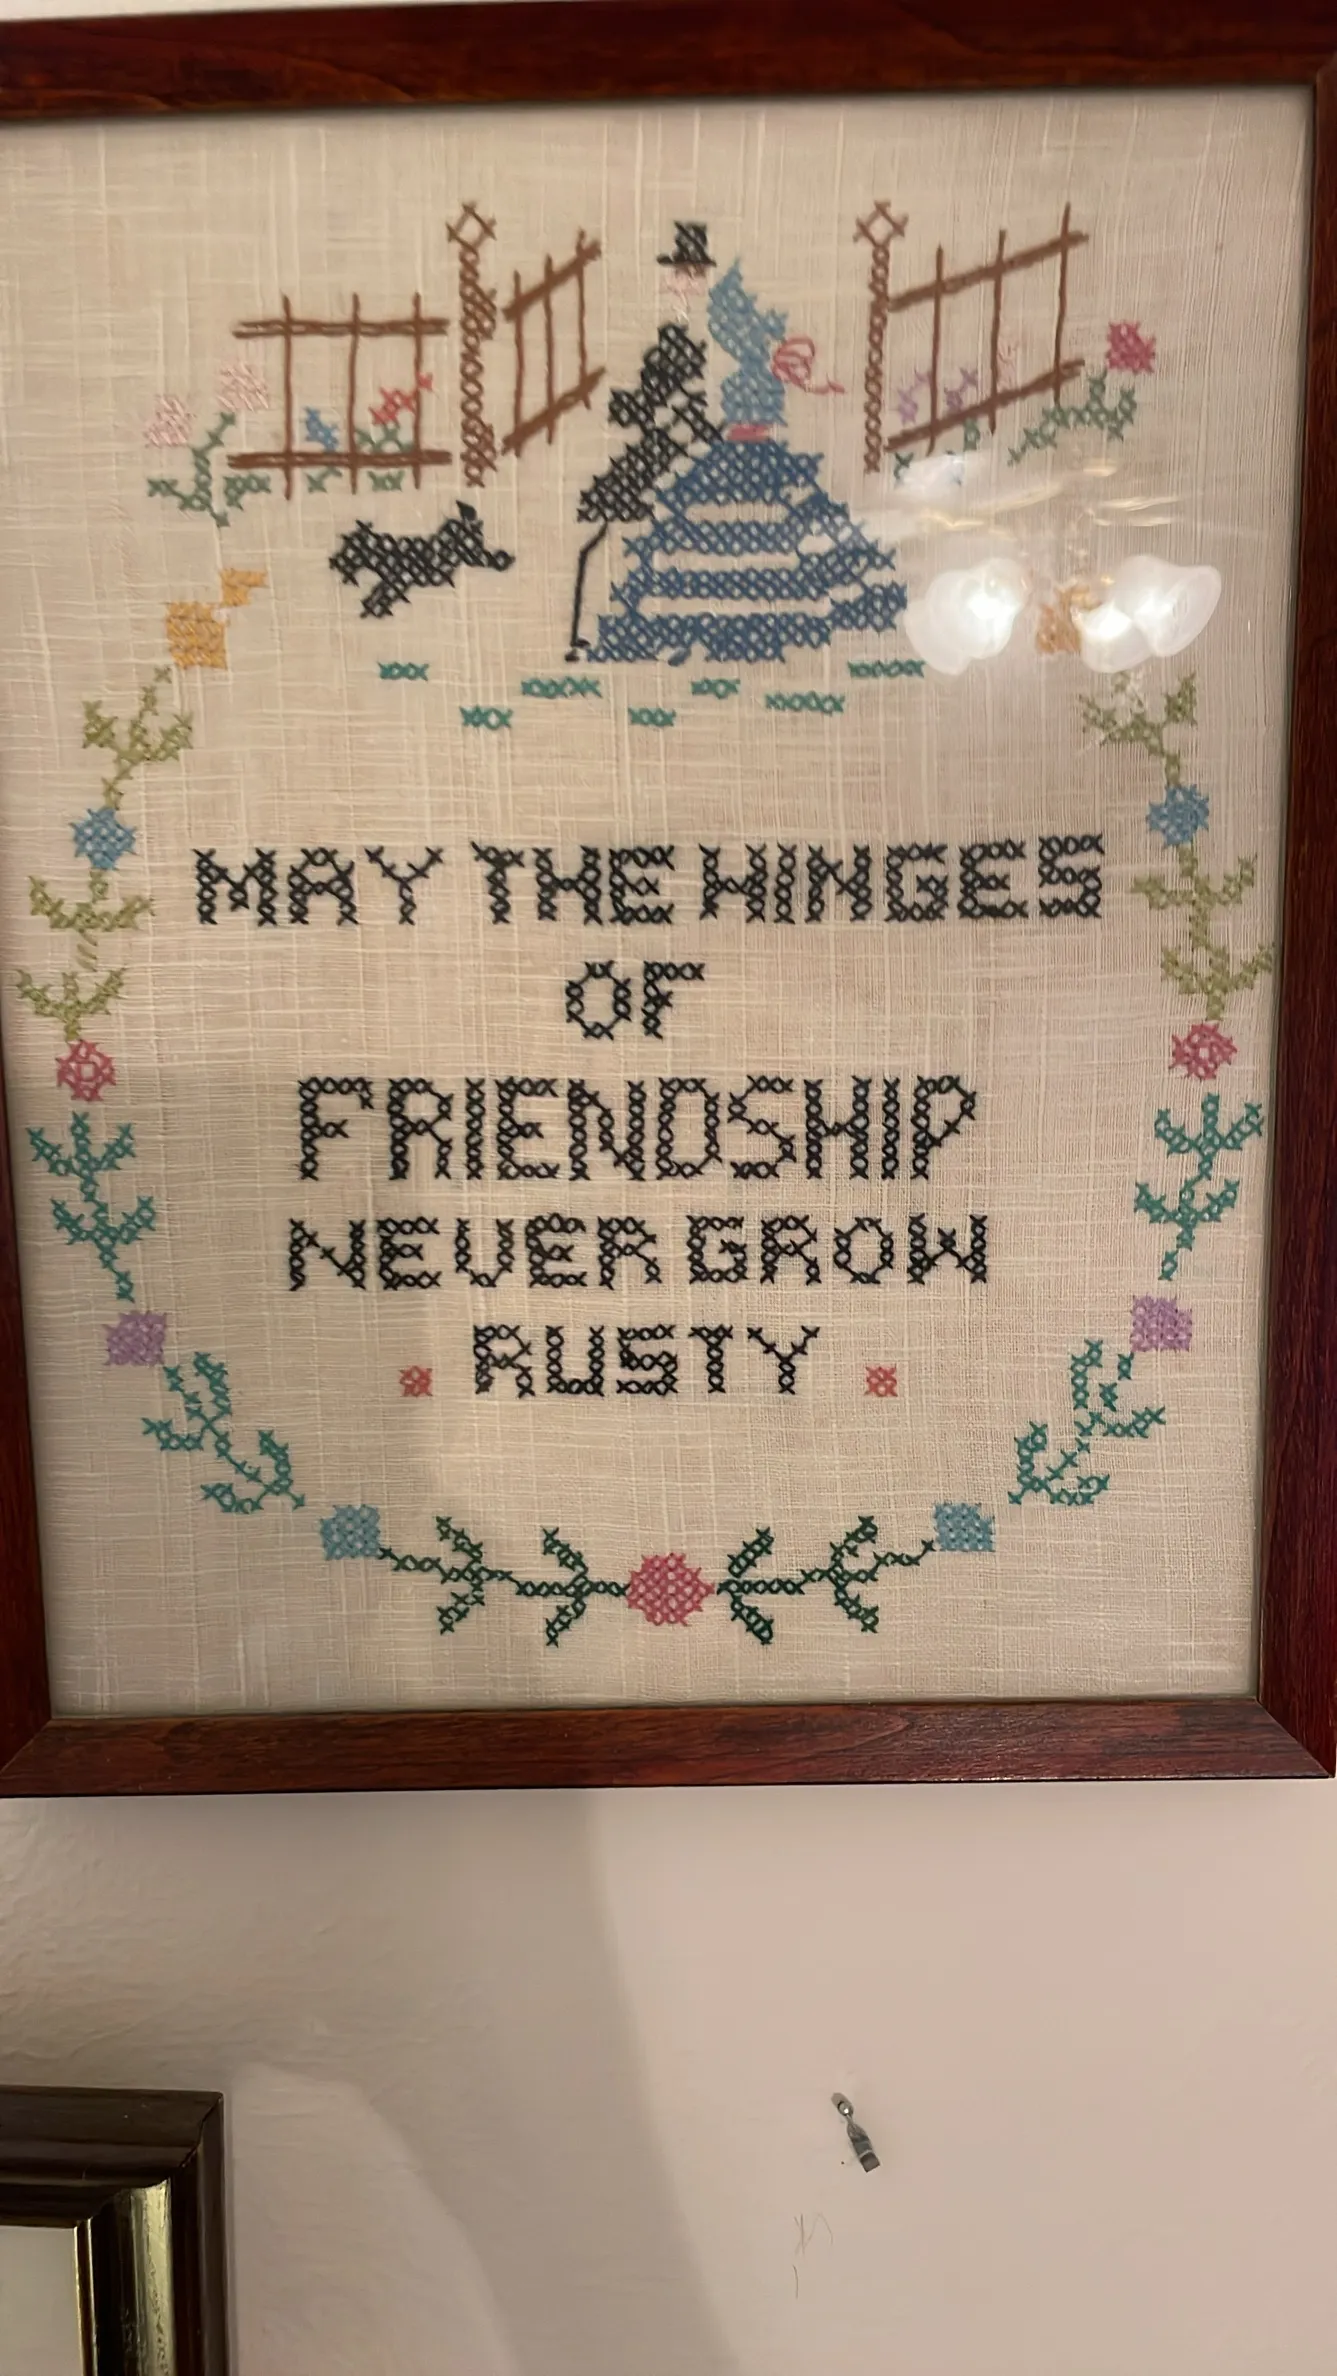 MAY THE HINGES
OF
FRIENDSHIP
NEVER GROW
RUSTY